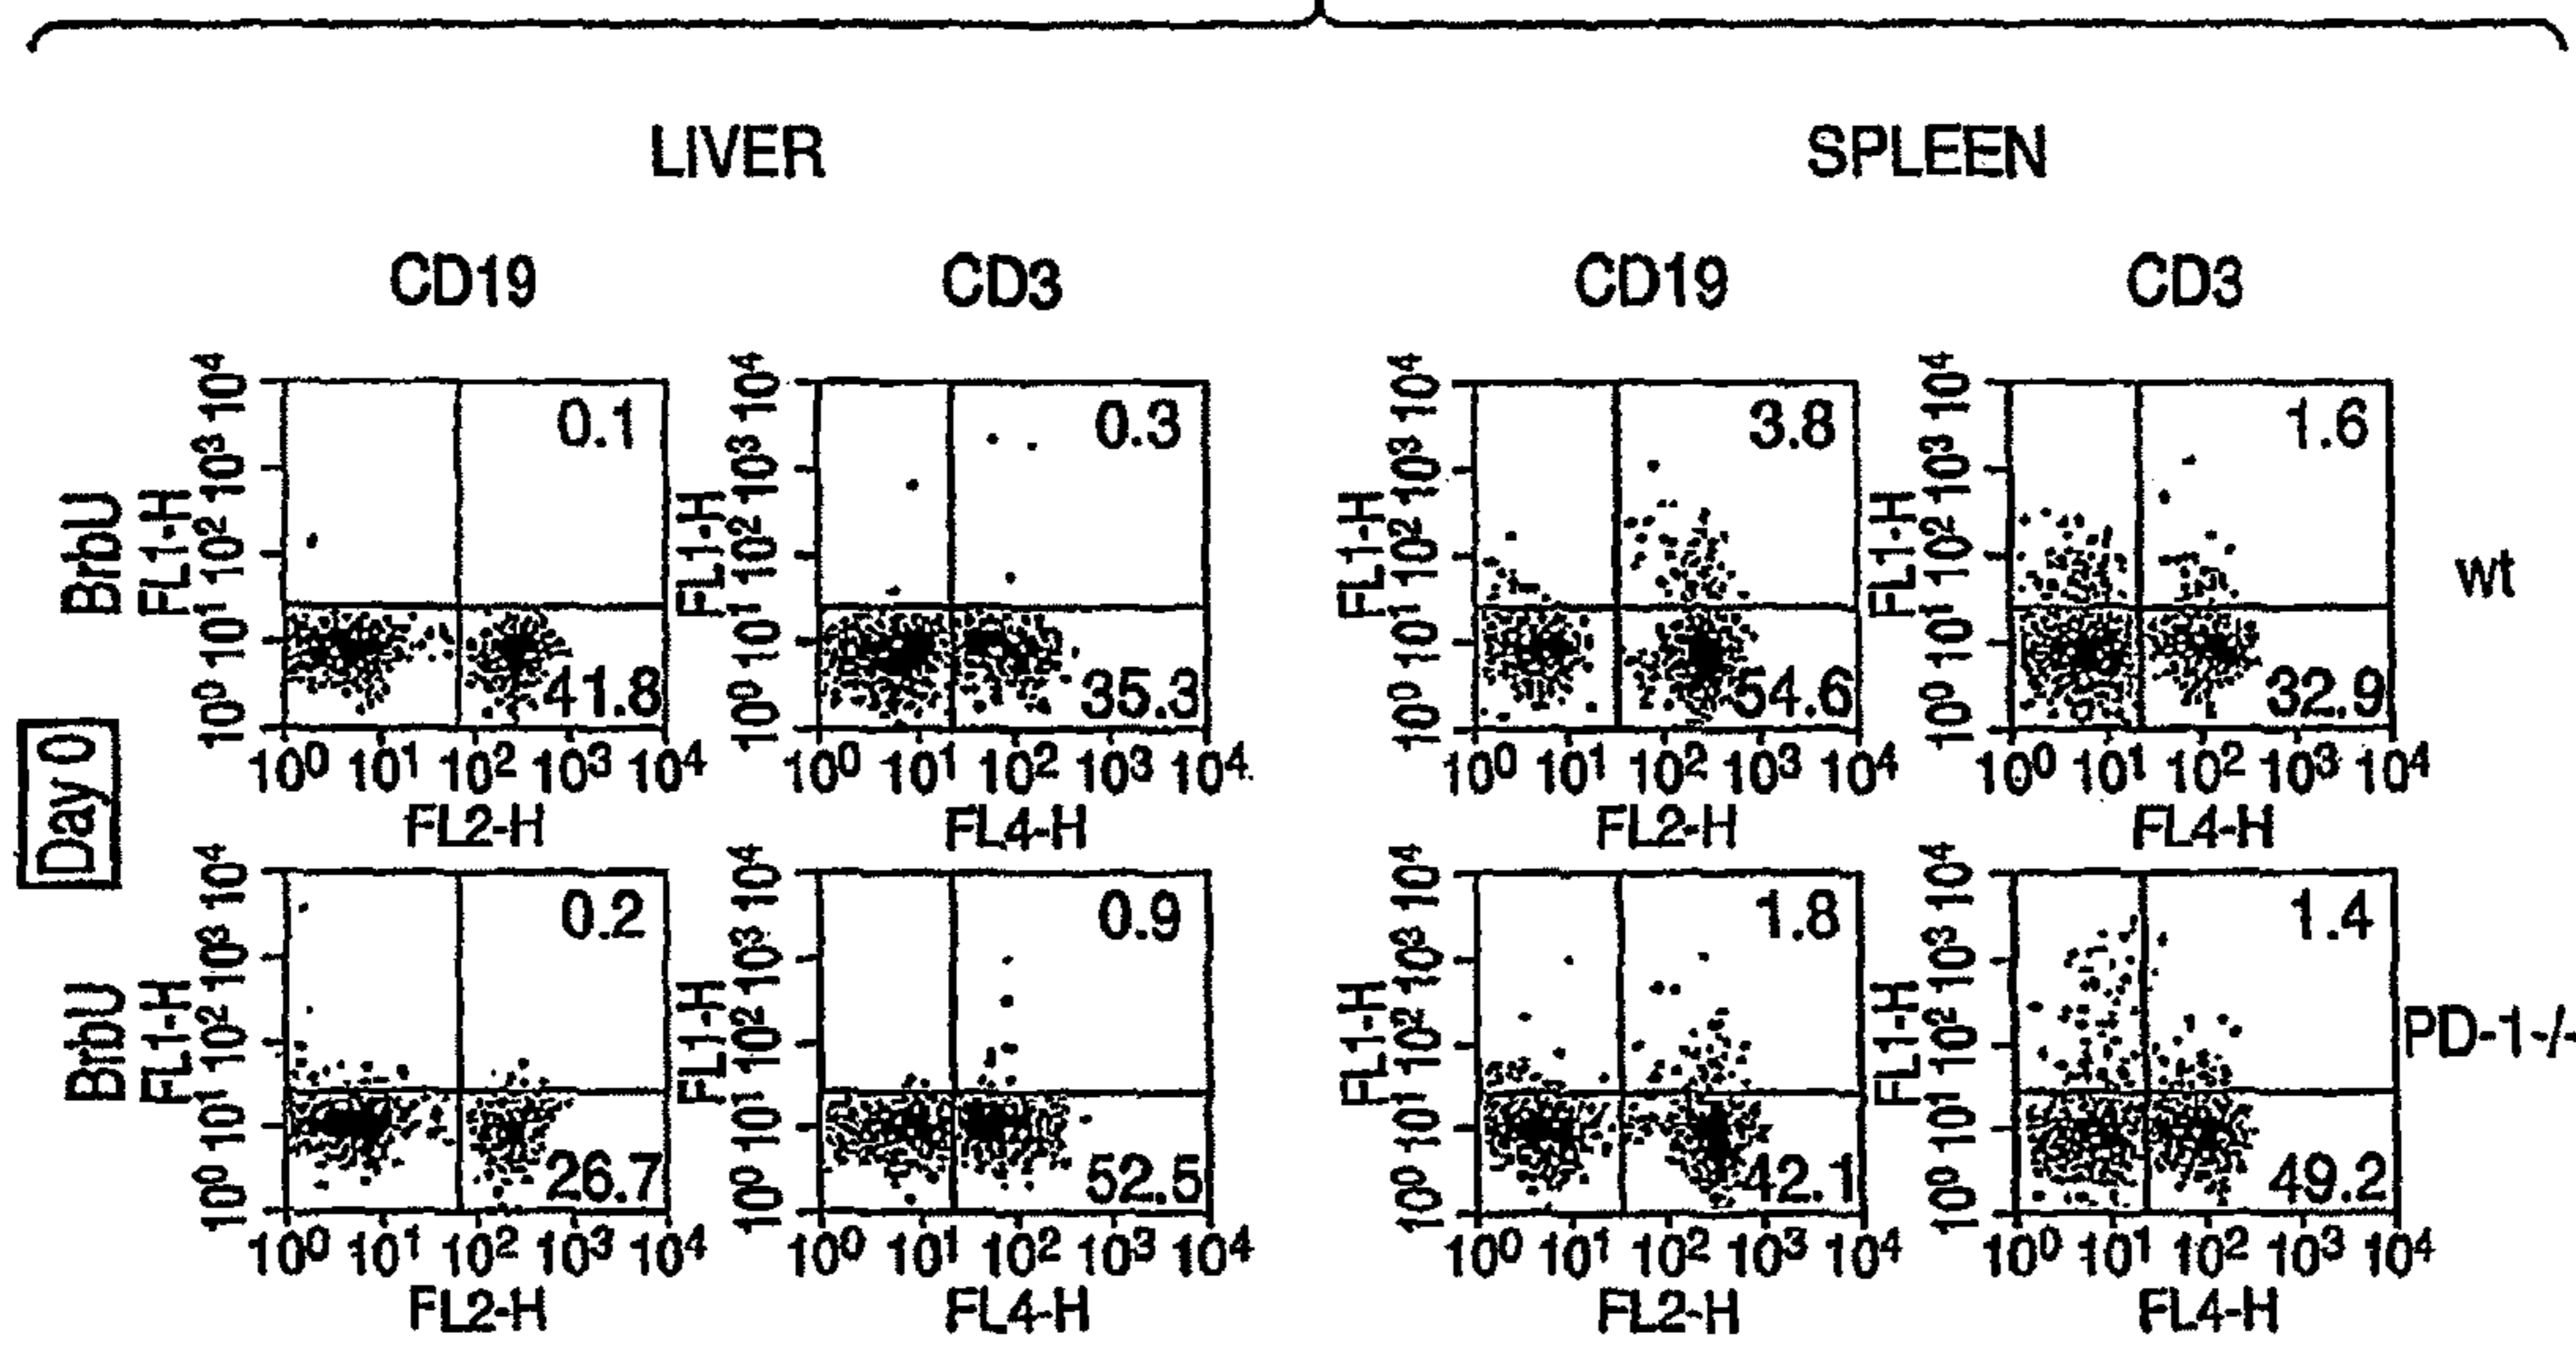 LIVER
SPLEEN
CD19
CD3
CD19
CD3
BrbU
FL1-H
10⁰ 10¹ 10² 10³ 10⁴
0.1
41.8
10⁰ 10¹ 10² 10³ 10⁴
FL2-H
FL1-H
10⁰ 10¹ 10² 10³ 10⁴
0.3
35.3
10⁰ 10¹ 10² 10³ 10⁴
FL4-H
FL1-H
10⁰ 10¹ 10² 10³ 10⁴
3.8
54.6
10⁰ 10¹ 10² 10³ 10⁴
FL2-H
FL1-H
10⁰ 10¹ 10² 10³ 10⁴
1.6
32.9
10⁰ 10¹ 10² 10³ 10⁴
FL4-H
wt
Day 0
BrbU
FL1-H
10⁰ 10¹ 10² 10³ 10⁴
0.2
26.7
10⁰ 10¹ 10² 10³ 10⁴
FL2-H
FL1-H
10⁰ 10¹ 10² 10³ 10⁴
0.9
52.5
10⁰ 10¹ 10² 10³ 10⁴
FL4-H
FL1-H
10⁰ 10¹ 10² 10³ 10⁴
1.8
42.1
10⁰ 10¹ 10² 10³ 10⁴
FL2-H
FL1-H
10⁰ 10¹ 10² 10³ 10⁴
1.4
49.2
10⁰ 10¹ 10² 10³ 10⁴
FL4-H
PD-1-/-